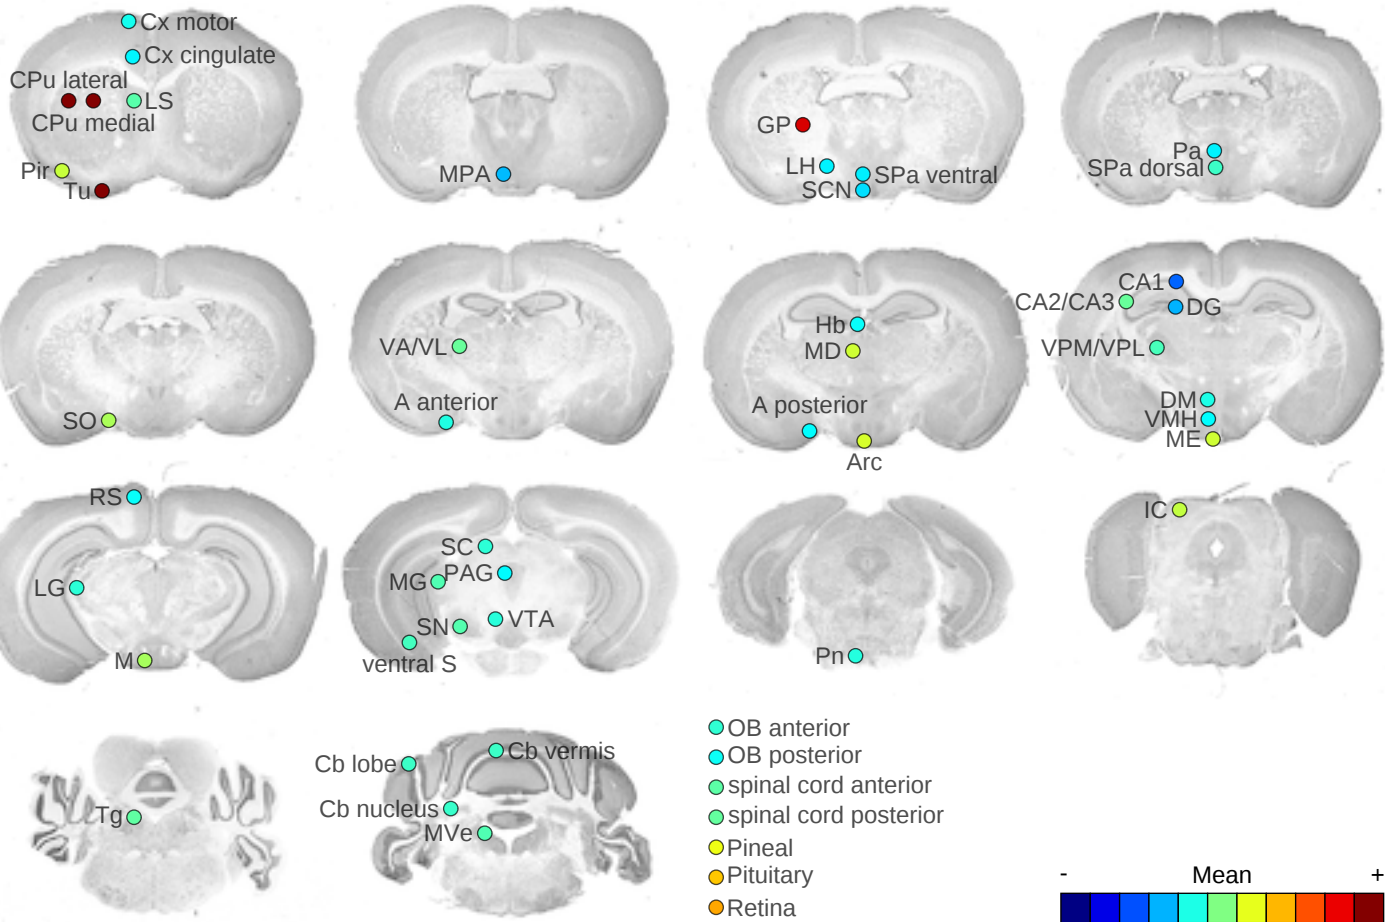 Cx motor
Cx cingulate
CPu lateral
LS
CPu medial
Pir
Tu
MPA
GP
LH
SPa ventral
SCN
Pa
SPa dorsal
SO
VA/VL
A anterior
Hb
MD
A posterior
Arc
CA1
CA2/CA3
DG
VPM/VPL
DM
VMH
ME
RS
LG
M
SC
MG
PAG
SN
VTA
ventral S
Pn
IC
Tg
Cb lobe
Cb vermis
Cb nucleus
MVe
OB anterior
OB posterior
spinal cord anterior
spinal cord posterior
Pineal
Pituitary
Retina
- Mean +